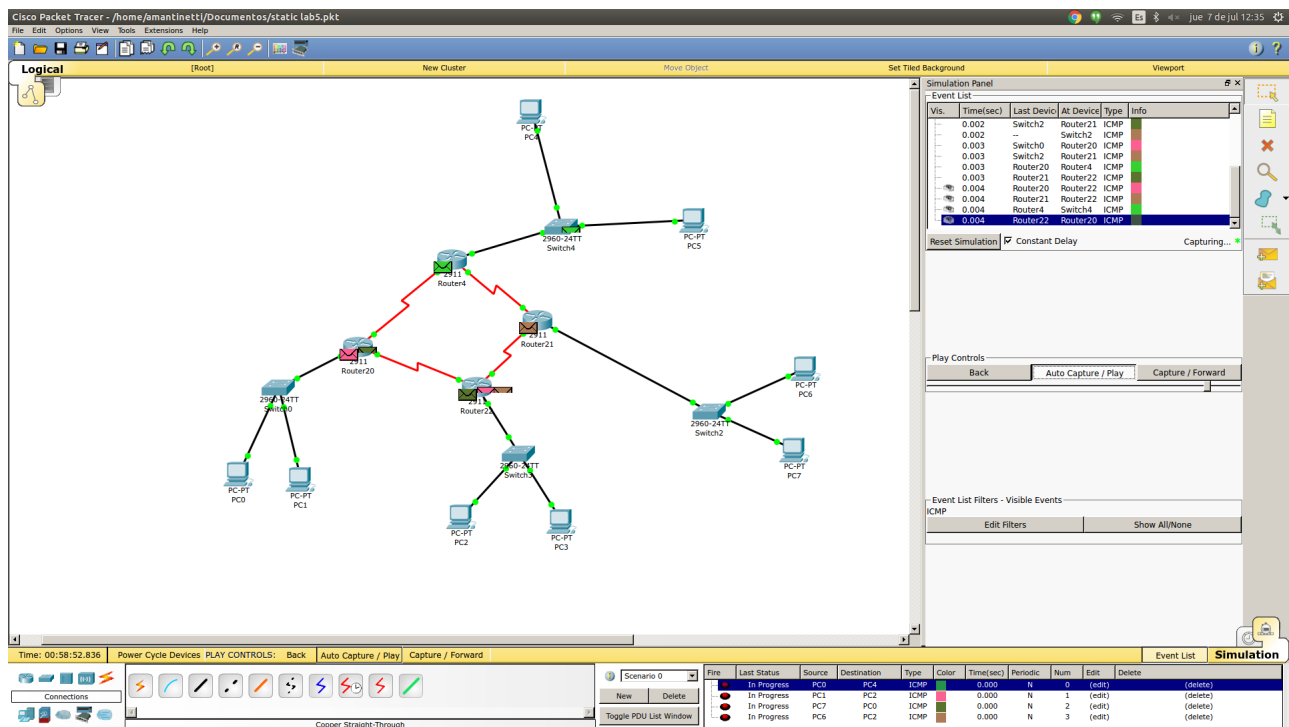 Cisco Packet Tracer - /home/amantinetti/Documentos/static lab5.pkt
Es jue 7 de jul 12:35
File Edit Options View Tools Extensions Help
Logical [Root] New Cluster Move Object Set Tiled Background Viewport
Simulation Panel
Event List
Vis. Time(sec) Last Devic At Device Type Info
0.002 Switch2 Router21 ICMP
0.002 -- Switch2 ICMP
0.003 Switch0 Router20 ICMP
0.003 Switch2 Router21 ICMP
0.003 Router20 Router4 ICMP
0.003 Router21 Router22 ICMP
0.004 Router20 Router22 ICMP
0.004 Router21 Router22 ICMP
0.004 Router4 Switch4 ICMP
0.004 Router22 Router20 ICMP
Reset Simulation Constant Delay Capturing... *
Play Controls
Back Auto Capture / Play Capture / Forward
Event List Filters - Visible Events
ICMP
Edit Filters Show All/None
PC-PT
PC4
PC-PT
PC5
2960-24TT
Switch4
2911
Router4
2911
Router21
2911
Router20
2911
Router22
PC-PT
PC6
2960-24TT
Switch2
PC-PT
PC7
2960-24TT
Switch0
2960-24TT
Switch3
PC-PT
PC0
PC-PT
PC1
PC-PT
PC2
PC-PT
PC3
Time: 00:58:52.836 Power Cycle Devices PLAY CONTROLS: Back Auto Capture / Play Capture / Forward Event List Simulation
Connections
Copper Straight-Through
Scenario 0
New Delete
Toggle PDU List Window
Fire Last Status Source Destination Type Color Time(sec) Periodic Num Edit Delete
In Progress PC0 PC4 ICMP 0.000 N 0 (edit) (delete)
In Progress PC1 PC2 ICMP 0.000 N 1 (edit) (delete)
In Progress PC7 PC0 ICMP 0.000 N 2 (edit) (delete)
In Progress PC6 PC2 ICMP 0.000 N 3 (edit) (delete)